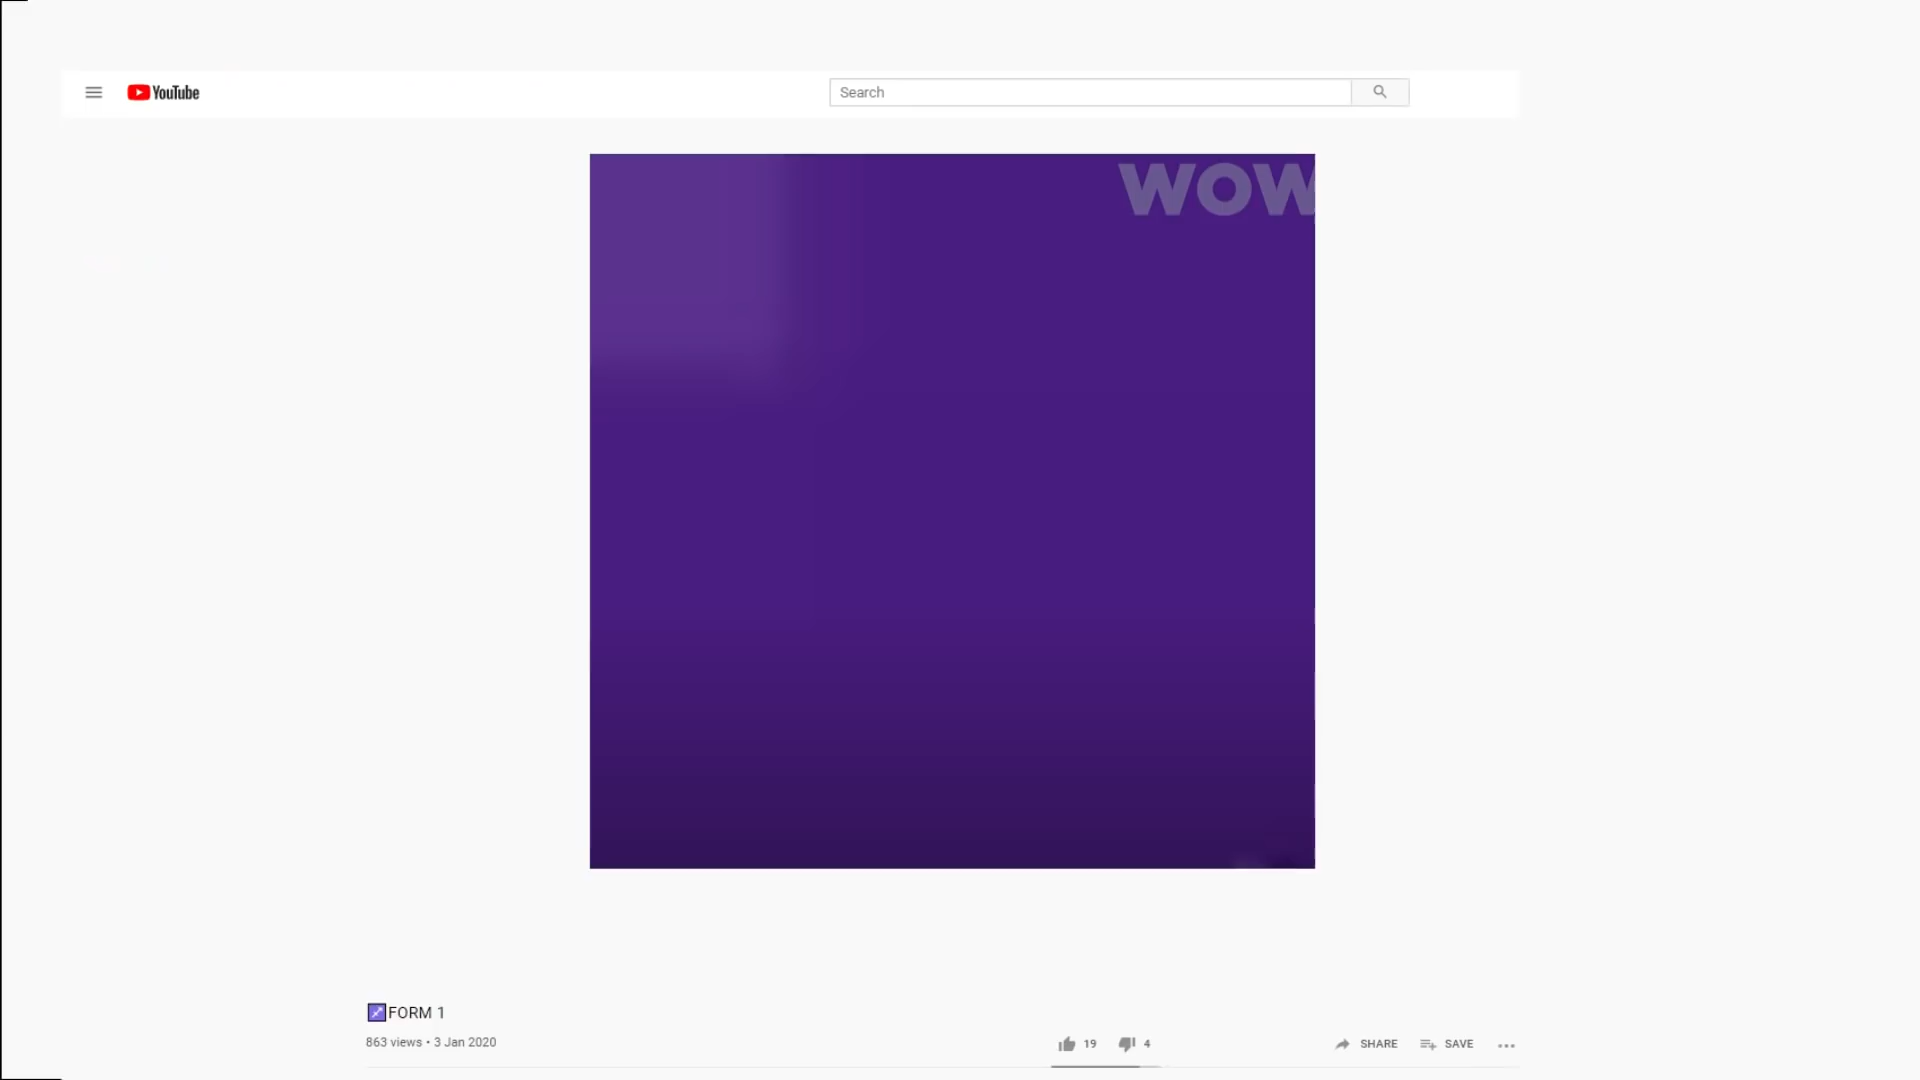 YouTube
Search
WOW
FORM 1
863 views • 3 Jan 2020
19
4
SHARE
SAVE